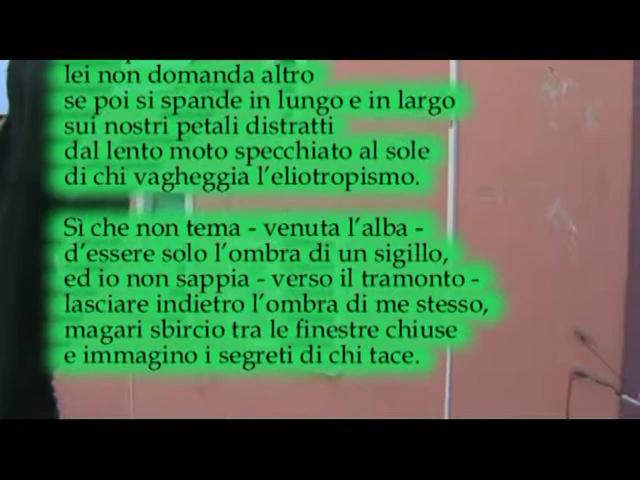 lei non domanda altro
se poi si spande in lungo e in largo
sui nostri petali distratti
dal lento moto specchiato al sole
di chi vagheggia l'eliotropismo.
Sì che non tema - venuta l'alba -
d'essere solo l'ombra di un sigillo,
ed io non sappia - verso il tramonto -
lasciare indietro l'ombra di me stesso,
magari sbircio tra le finestre chiuse
e immagino i segreti di chi tace.